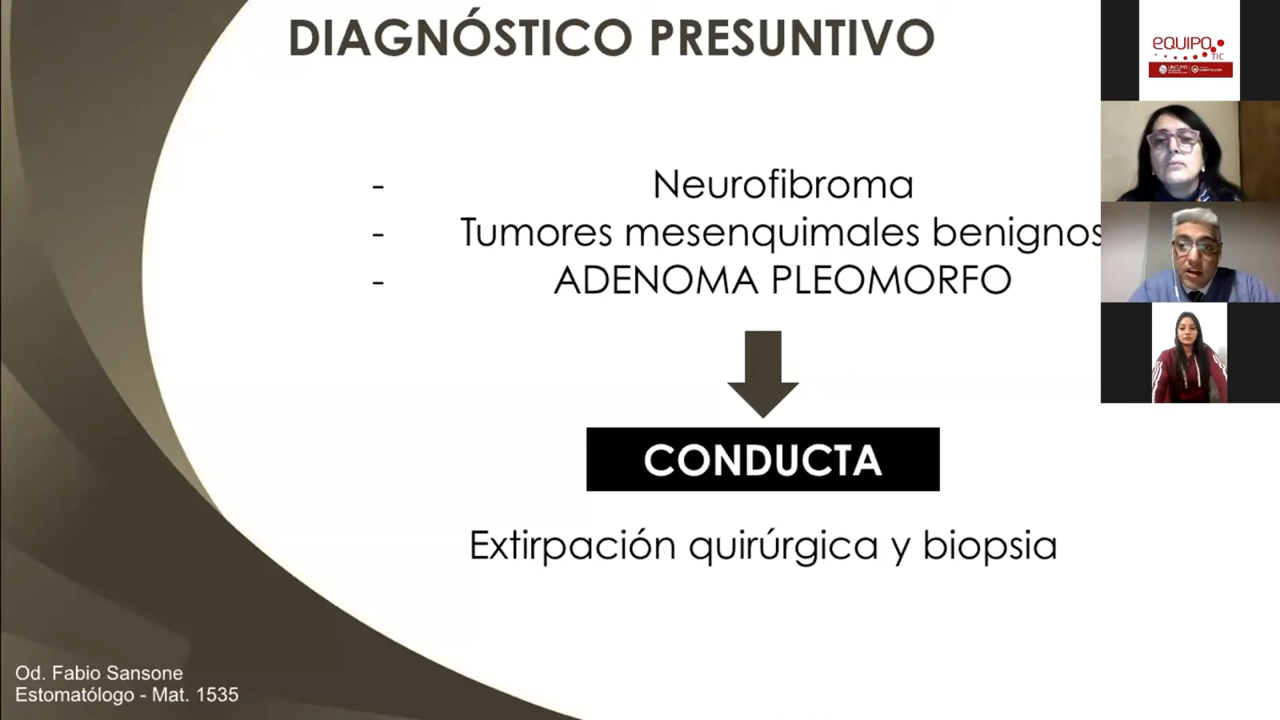 DIAGNÓSTICO PRESUNTIVO
- Neurofibroma
- Tumores mesenquimales benignos
- ADENOMA PLEOMORFO
CONDUCTA
Extirpación quirúrgica y biopsia
Od. Fabio Sansone
Estomatólogo - Mat. 1535
eQUIPO
TIC
UNCUYO